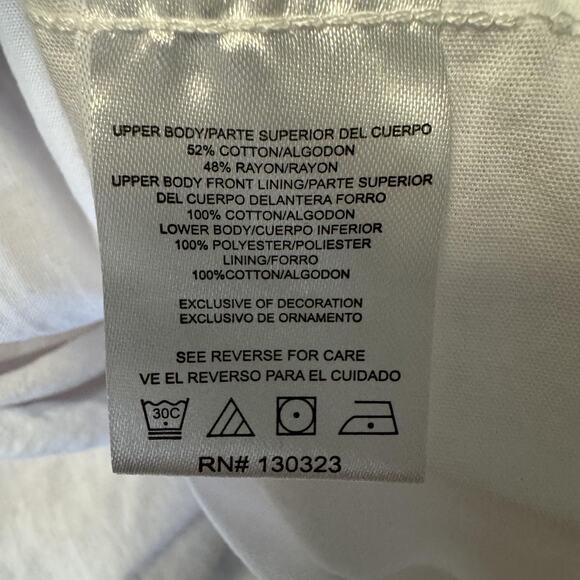 UPPER BODY/PARTE SUPERIOR DEL CUERPO
52% COTTON/ALGODON
48% RAYON/RAYON
UPPER BODY FRONT LINING/PARTE SUPERIOR
DEL CUERPO DELANTERA FORRO
100% COTTON/ALGODON
LOWER BODY/CUERPO INFERIOR
100% POLYESTER/POLIESTER
LINING/FORRO
100%COTTON/ALGODON
EXCLUSIVE OF DECORATION
EXCLUSIVO DE ORNAMENTO
SEE REVERSE FOR CARE
VE EL REVERSO PARA EL CUIDADO
30C
RN# 130323